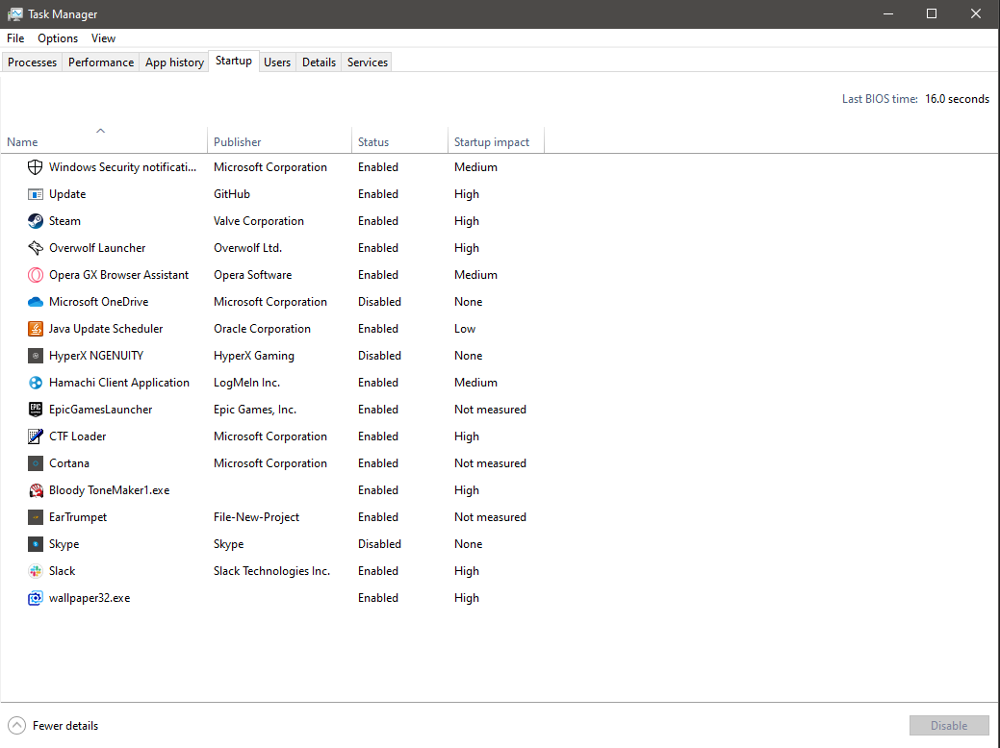 Task Manager
File Options View
Processes Performance App history Startup Users Details Services
Last BIOS time: 16.0 seconds
Name Publisher Status Startup impact
Windows Security notificati... Microsoft Corporation Enabled Medium
Update GitHub Enabled High
Steam Valve Corporation Enabled High
Overwolf Launcher Overwolf Ltd. Enabled High
Opera GX Browser Assistant Opera Software Enabled Medium
Microsoft OneDrive Microsoft Corporation Disabled None
Java Update Scheduler Oracle Corporation Enabled Low
HyperX NGENUITY HyperX Gaming Disabled None
Hamachi Client Application LogMeIn Inc. Enabled Medium
EpicGamesLauncher Epic Games, Inc. Enabled Not measured
CTF Loader Microsoft Corporation Enabled High
Cortana Microsoft Corporation Enabled Not measured
Bloody ToneMaker1.exe Enabled High
EarTrumpet File-New-Project Enabled Not measured
Skype Skype Disabled None
Slack Slack Technologies Inc. Enabled High
wallpaper32.exe Enabled High
Fewer details Disable